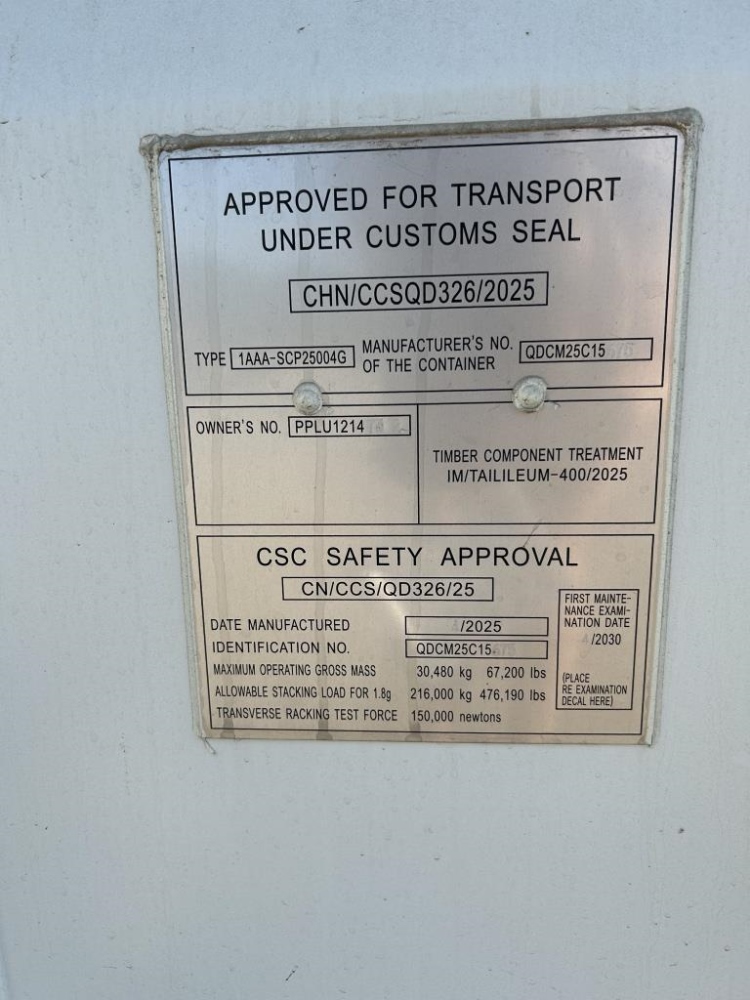 APPROVED FOR TRANSPORT
UNDER CUSTOMS SEAL
CHN/CCSQD326/2025
TYPE 1AAA-SCP25004G MANUFACTURER'S NO. OF THE CONTAINER QDCM25C15
OWNER'S NO. PPLU1214
TIMBER COMPONENT TREATMENT
IM/TAILILEUM-400/2025
CSC SAFETY APPROVAL
CN/CCS/QD326/25
DATE MANUFACTURED /2025
IDENTIFICATION NO. QDCM25C15
MAXIMUM OPERATING GROSS MASS 30,480 kg 67,200 lbs
ALLOWABLE STACKING LOAD FOR 1.8g 216,000 kg 476,190 lbs
TRANSVERSE RACKING TEST FORCE 150,000 newtons
FIRST MAINTE-
NANCE EXAMI-
NATION DATE
/2030
(PLACE
RE EXAMINATION
DECAL HERE)